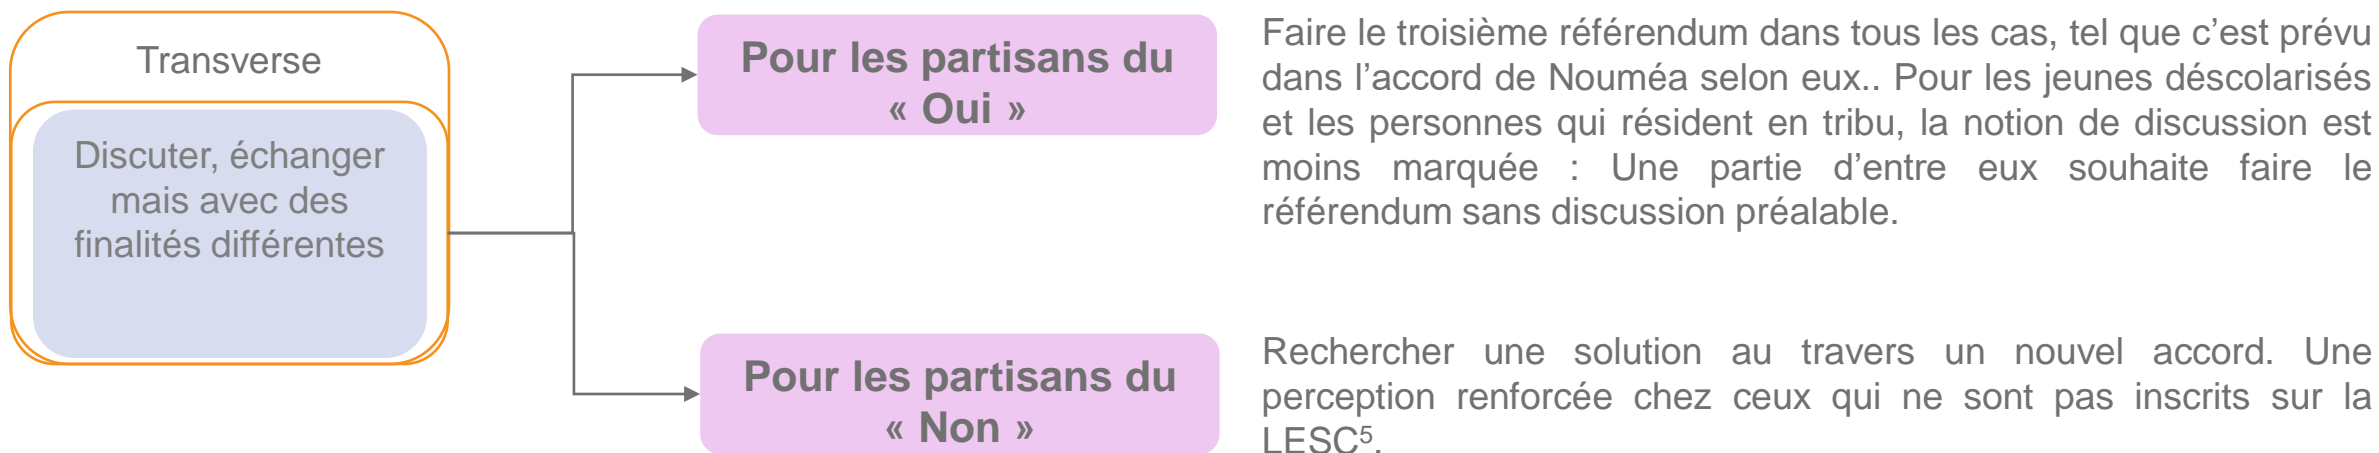 Transverse
Discuter, échanger
mais avec des
finalités différentes
Pour les partisans du
« Oui »
Faire le troisième référendum dans tous les cas, tel que c’est prévu
dans l’accord de Nouméa selon eux.. Pour les jeunes déscolarisés
et les personnes qui résident en tribu, la notion de discussion est
moins marquée : Une partie d’entre eux souhaite faire le
référendum sans discussion préalable.
Pour les partisans du
« Non »
Rechercher une solution au travers un nouvel accord. Une
perception renforcée chez ceux qui ne sont pas inscrits sur la
LESC⁵.